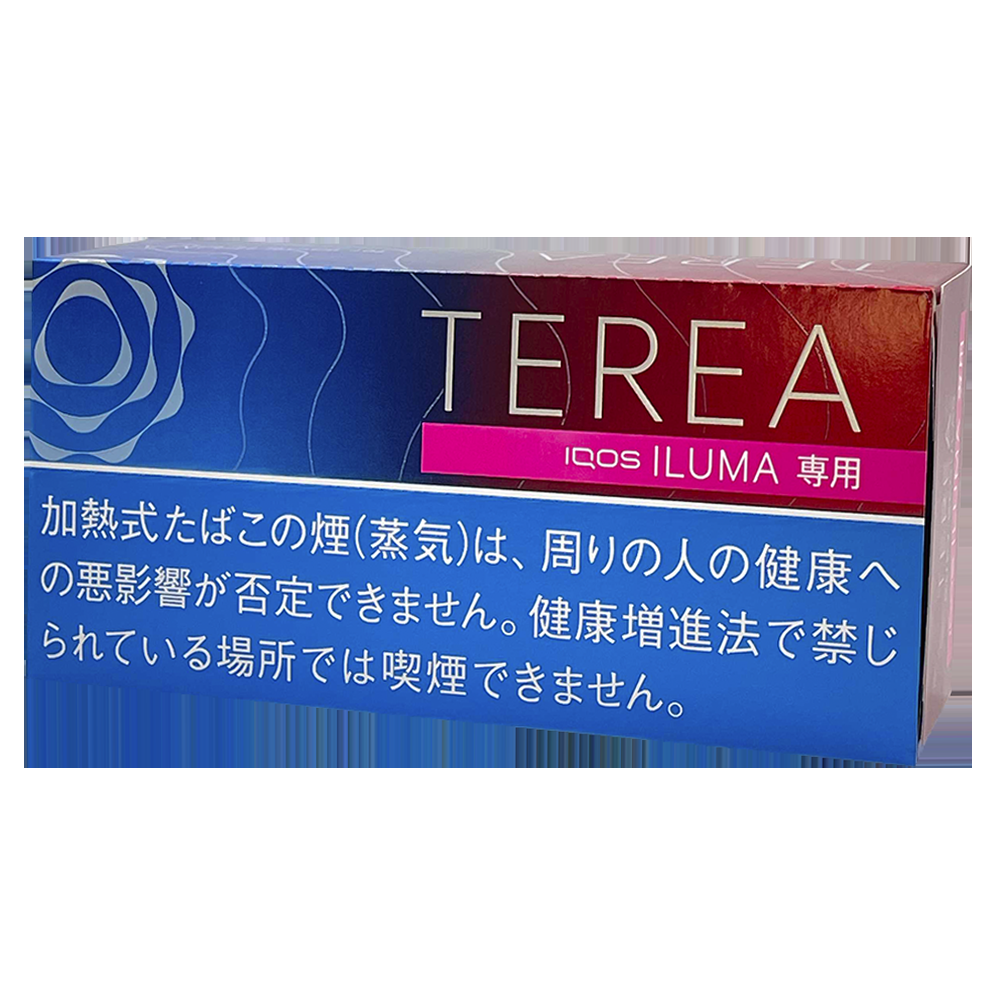 TEREA
IQOS ILUMA 専用
加熱式たばこの煙(蒸気)は、周りの人の健康へ
の悪影響が否定できません。健康増進法で禁じ
られている場所では喫煙できません。